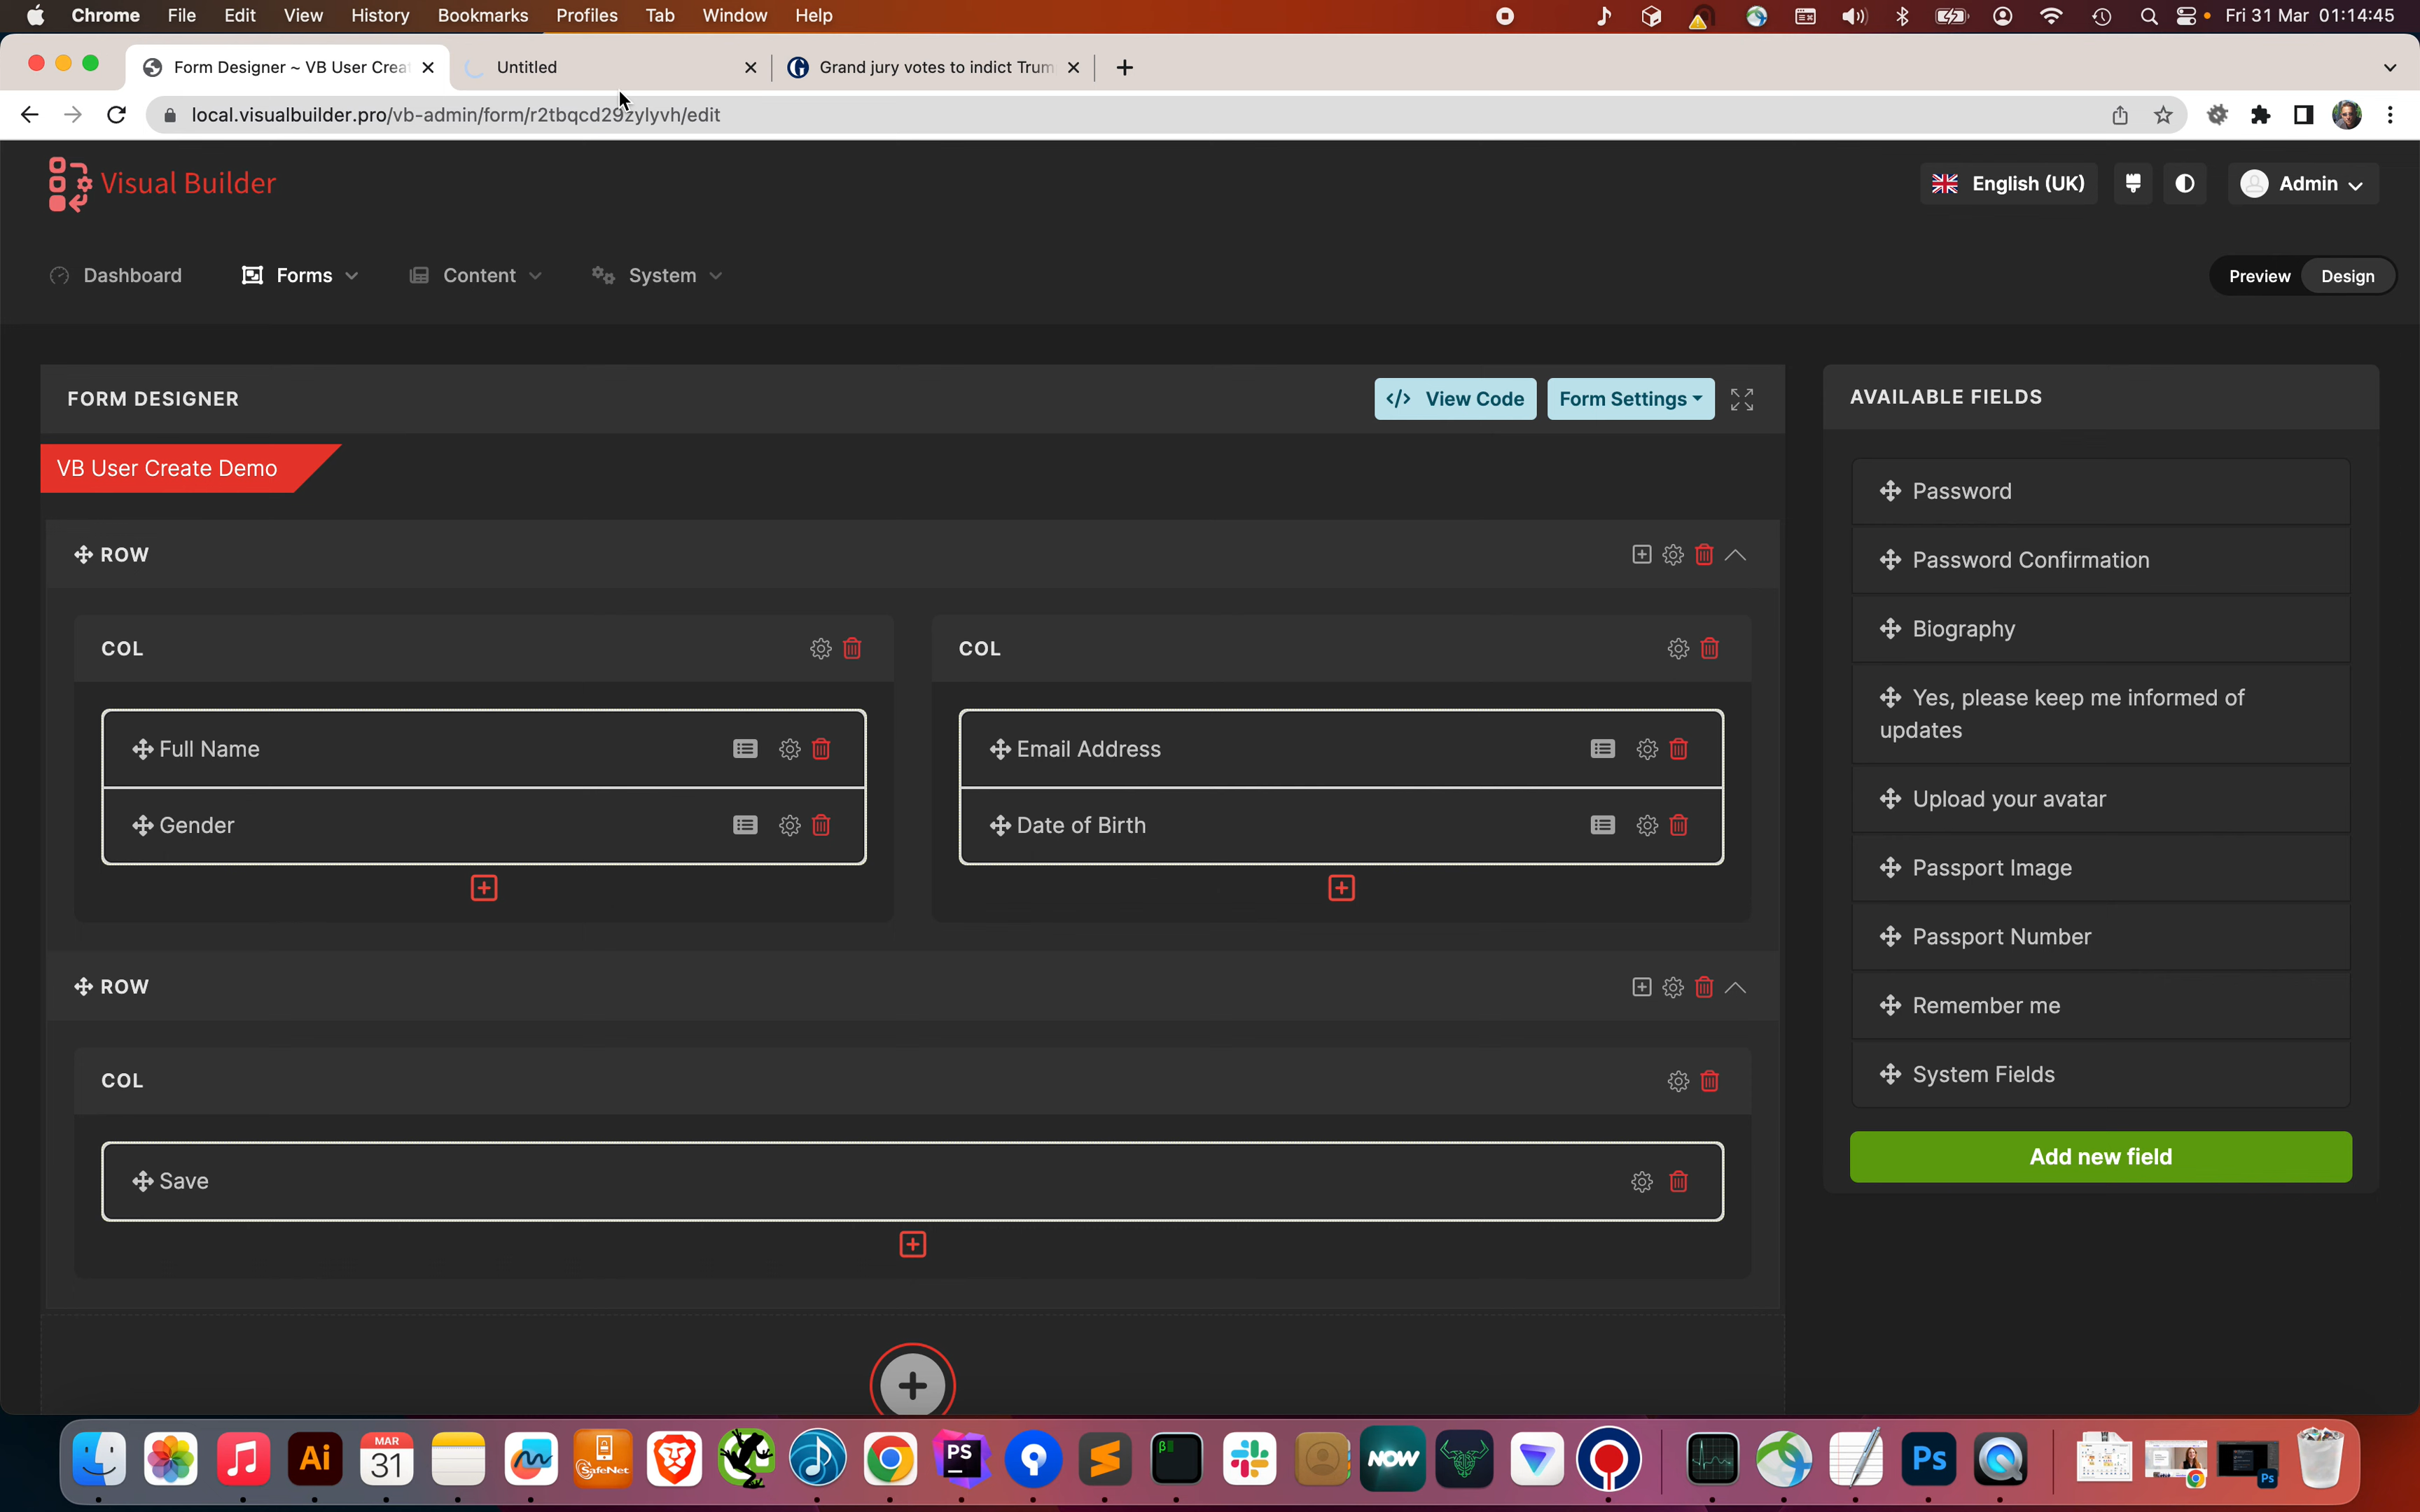 Chrome File Edit View History Bookmarks Profiles Tab Window Help Fri 31 Mar 01:14:45
Form Designer ~ VB User Crea Untitled Grand jury votes to indict Trum
local.visualbuilder.pro/vb-admin/form/r2tbqcd29zylyvh/edit
Visual Builder English (UK) Admin
Dashboard Forms Content System Preview Design
FORM DESIGNER </> View Code Form Settings AVAILABLE FIELDS
VB User Create Demo
Password
ROW
Password Confirmation
Biography
COL COL
Yes, please keep me informed of
updates
Full Name Email Address
Upload your avatar
Gender Date of Birth
Passport Image
Passport Number
ROW
Remember me
System Fields
COL
Add new field
Save
Ai MAR 31 SafeNet PS NOW Ps Ps